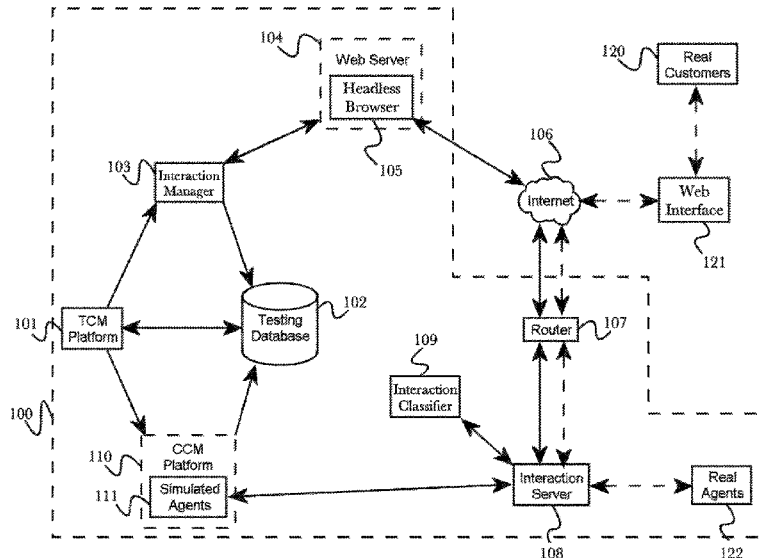 104
Web Server
Headless
Browser
105
120
Real
Customers
106
Internet
Web
Interface
121
103
Interaction
Manager
101
TCM
Platform
Testing
Database
102
Router
107
109
Interaction
Classifier
100
110
CCM
Platform
111
Simulated
Agents
Interaction
Server
108
Real
Agents
122